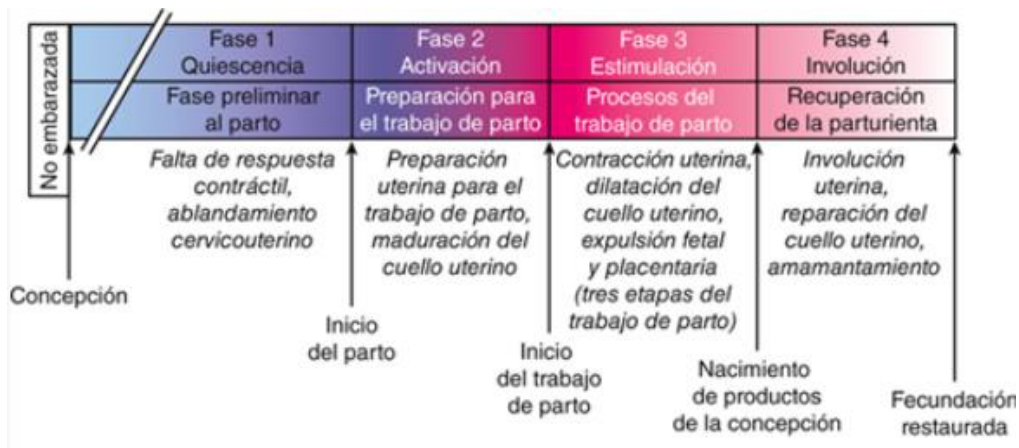 No embarazada
Fase 1
Quiescencia
Fase preliminar
al parto
Falta de respuesta
contráctil,
ablandamiento
cervicouterino
Fase 2
Activación
Preparación para
el trabajo de parto
Preparación
uterina para el
trabajo de parto,
maduración del
cuello uterino
Fase 3
Estimulación
Procesos del
trabajo de parto
Contracción uterina,
dilatación del
cuello uterino,
expulsión fetal
y placentaria
(tres etapas del
trabajo de parto)
Fase 4
Involución
Recuperación
de la parturienta
Involución
uterina,
reparación del
cuello uterino,
amamantamiento
Concepción
Inicio
del parto
Inicio
del trabajo
de parto
Nacimiento
de productos
de la concepción
Fecundación
restaurada